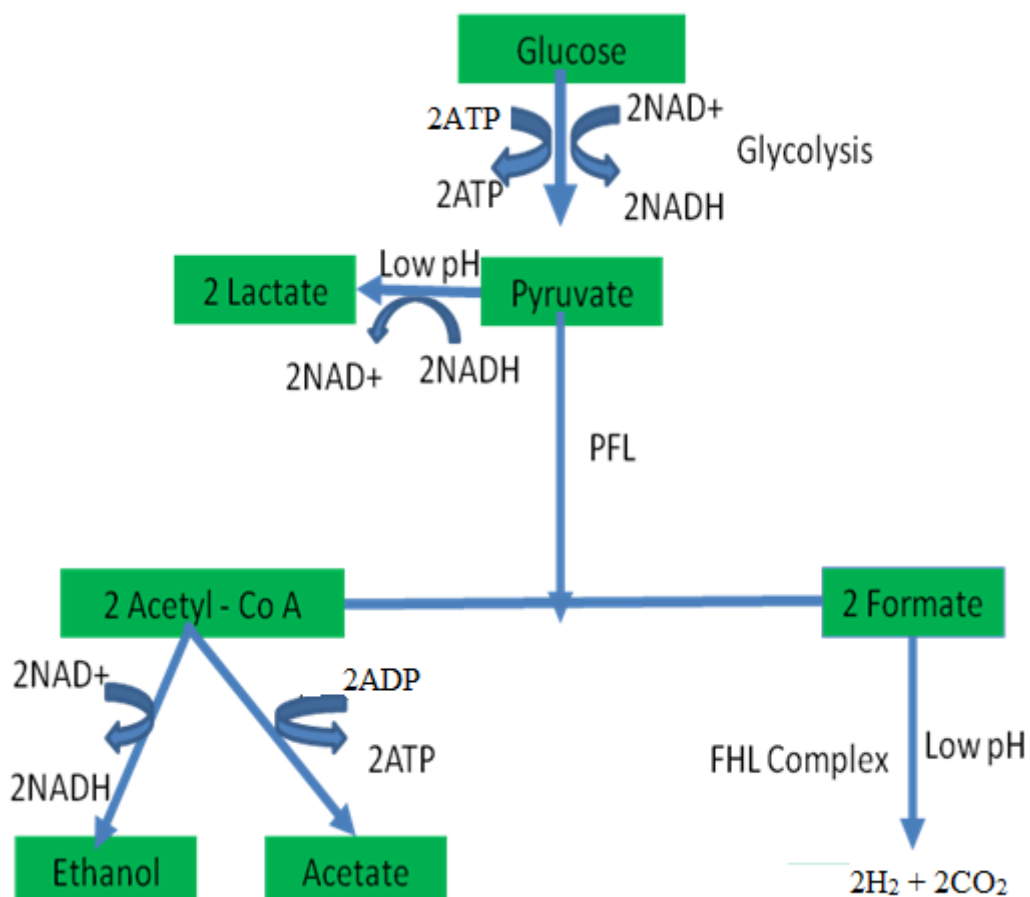 Glucose
2ATP
2NAD+
Glycolysis
2ATP
2NADH
Low pH
2 Lactate
Pyruvate
2NAD+
2NADH
PFL
2 Acetyl - Co A
2 Formate
2NAD+
2ADP
2ATP
FHL Complex
Low pH
2NADH
Ethanol
Acetate
2H₂ + 2CO₂